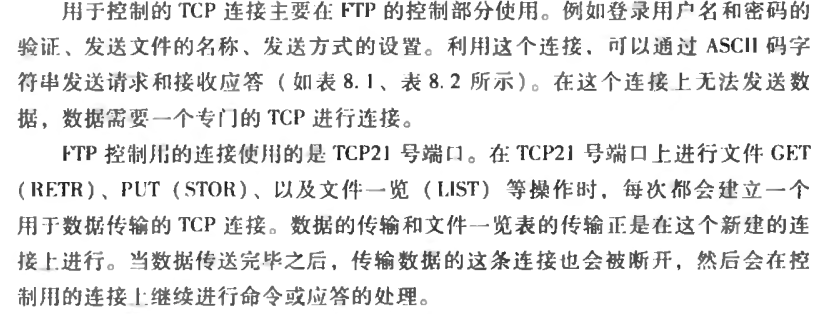 用于控制的 TCP 连接主要在 FTP 的控制部分使用。例如登录用户名和密码的
验证、发送文件的名称、发送方式的设置。利用这个连接，可以通过 ASCII 码字
符串发送请求和接收应答（如表 8.1、表 8.2 所示）。在这个连接上无法发送数
据，数据需要一个专门的 TCP 进行连接。
FTP 控制用的连接使用的是 TCP21 号端口。在 TCP21 号端口上进行文件 GET
（RETR）、PUT（STOR）、以及文件一览（LIST）等操作时，每次都会建立一个
用于数据传输的 TCP 连接。数据的传输和文件一览表的传输正是在这个新建的连
接上进行。当数据传送完毕之后，传输数据的这条连接也会被断开，然后会在控
制用的连接上继续进行命令或应答的处理。